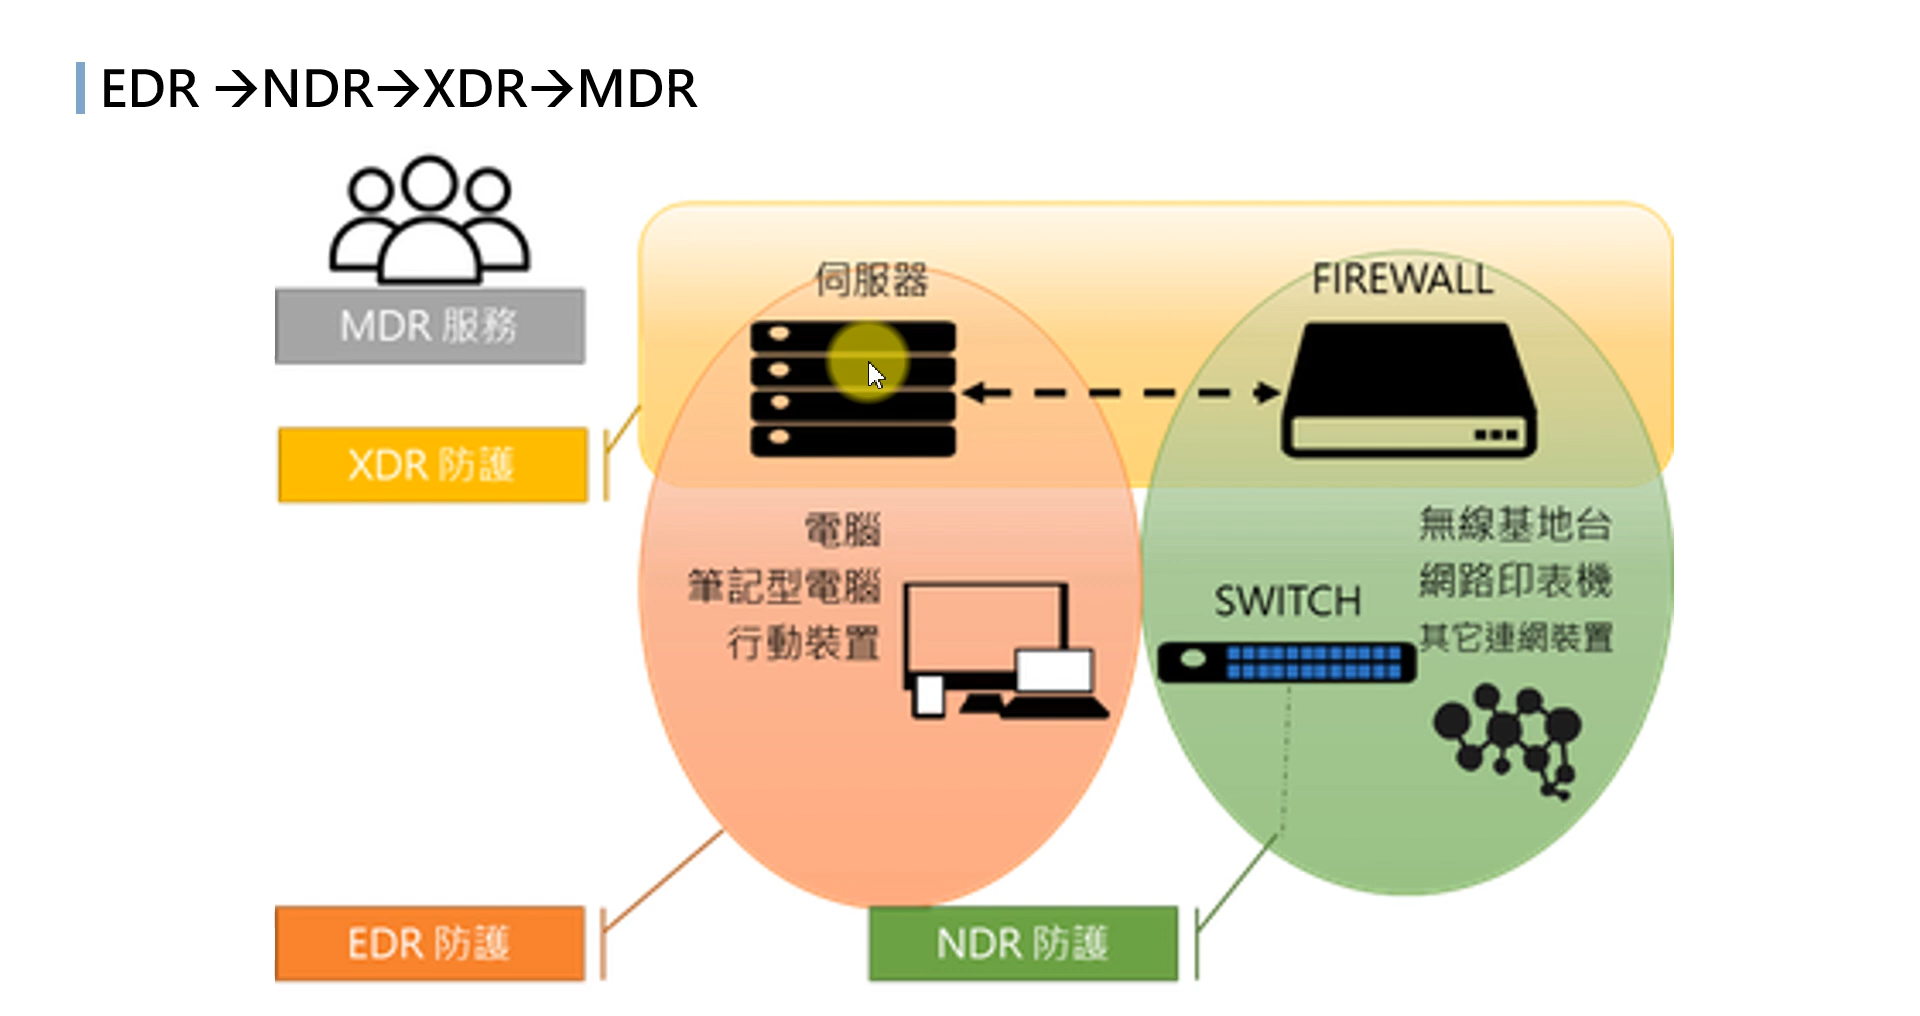 EDR →NDR→XDR→MDR
MDR 服務
XDR 防護
伺服器
FIREWALL
電腦
筆記型電腦
行動裝置
SWITCH
無線基地台
網路印表機
其它連網裝置
EDR 防護
NDR 防護